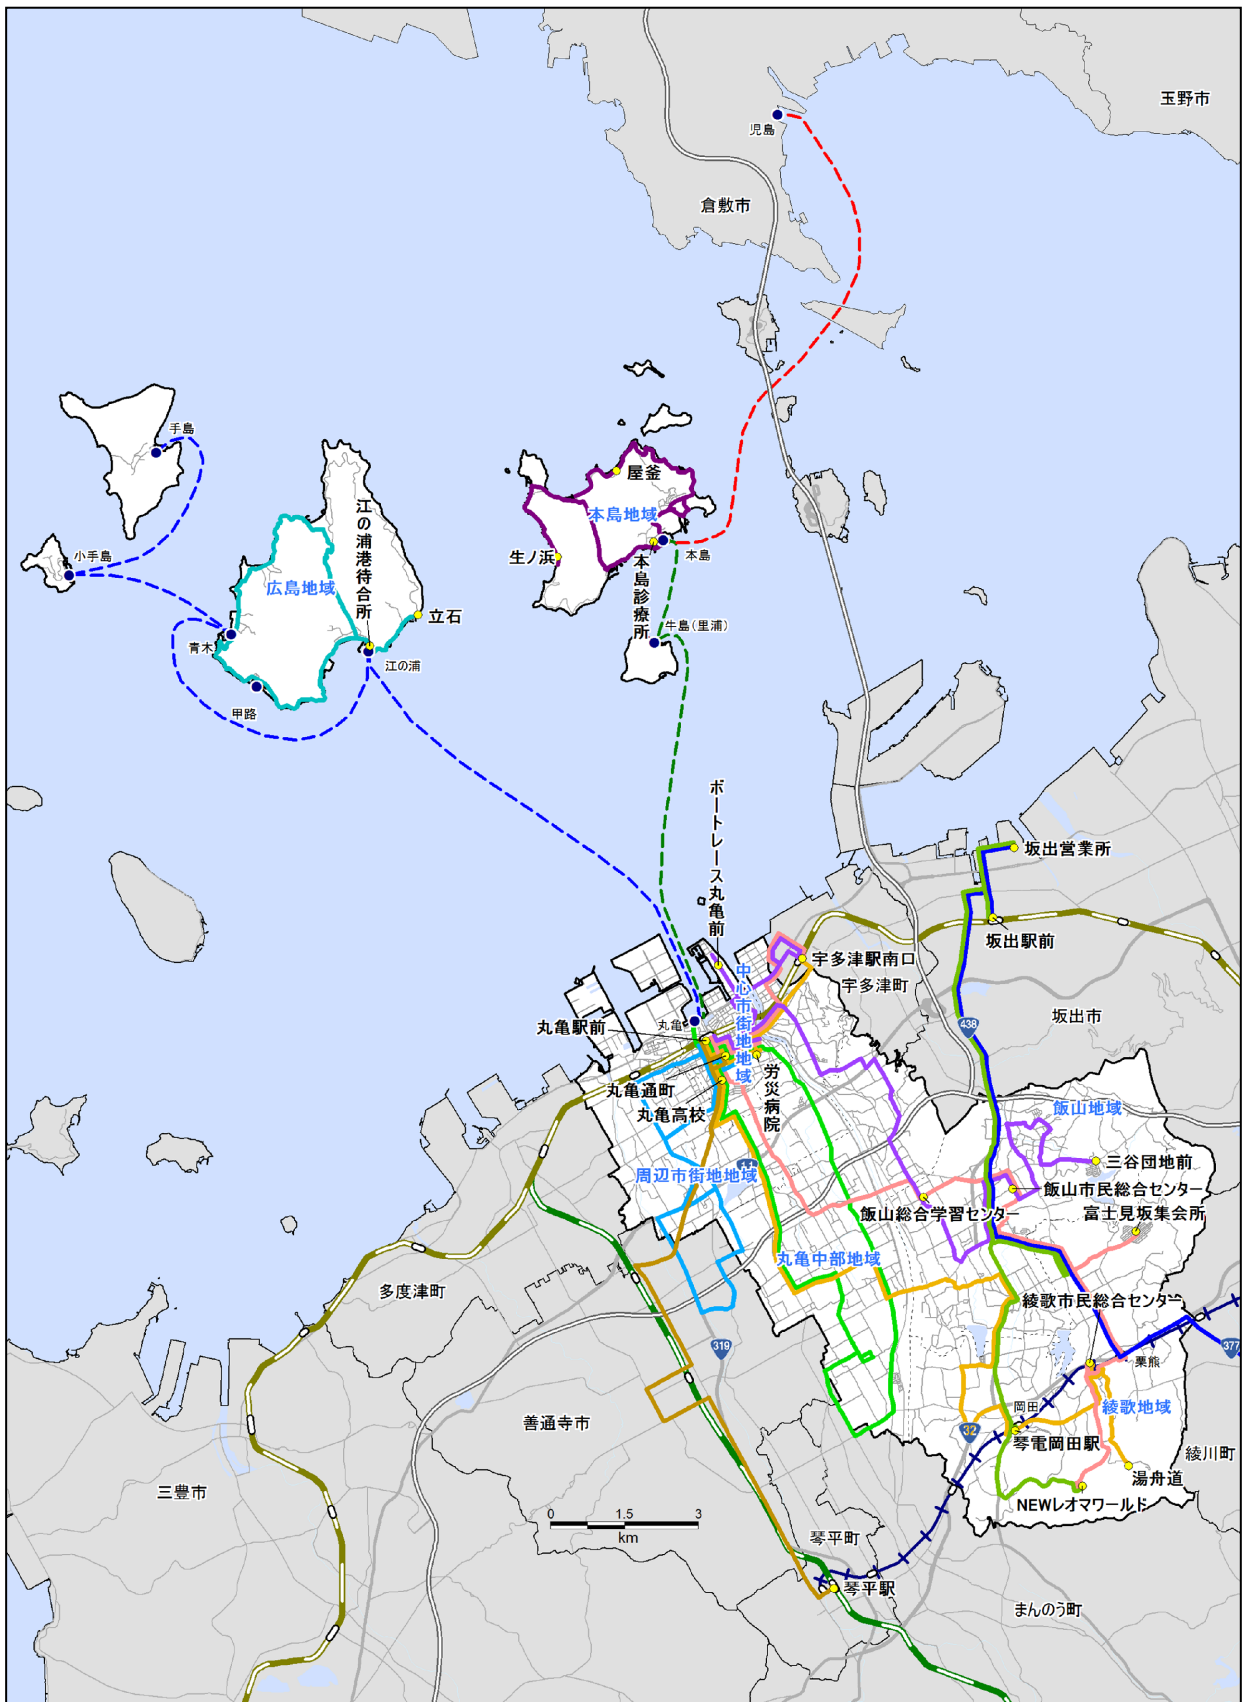 玉野市
児島
倉敷市
手島
屋釜
江の浦港待合所
本島地域
小手島
生ノ浜
本島
本島診療所
広島地域
立石
牛島(里浦)
青木
江の浦
甲路
ボートレース丸亀前
坂出営業所
坂出駅前
宇多津駅南口
中心市街地地域
宇多津町
坂出市
丸亀
丸亀駅前
438
労災病院
丸亀通町
丸亀高校
飯山地域
三谷団地前
11
周辺市街地地域
飯山市民総合センター
飯山総合学習センター
富士見坂集会所
丸亀中部地域
多度津町
綾歌市民総合センター
319
377
栗熊
岡田
綾歌地域
善通寺市
32
琴電岡田駅
綾川町
湯舟道
三豊市
NEWレオマワールド
0 1.5 3
km
琴平町
琴平駅
まんのう町